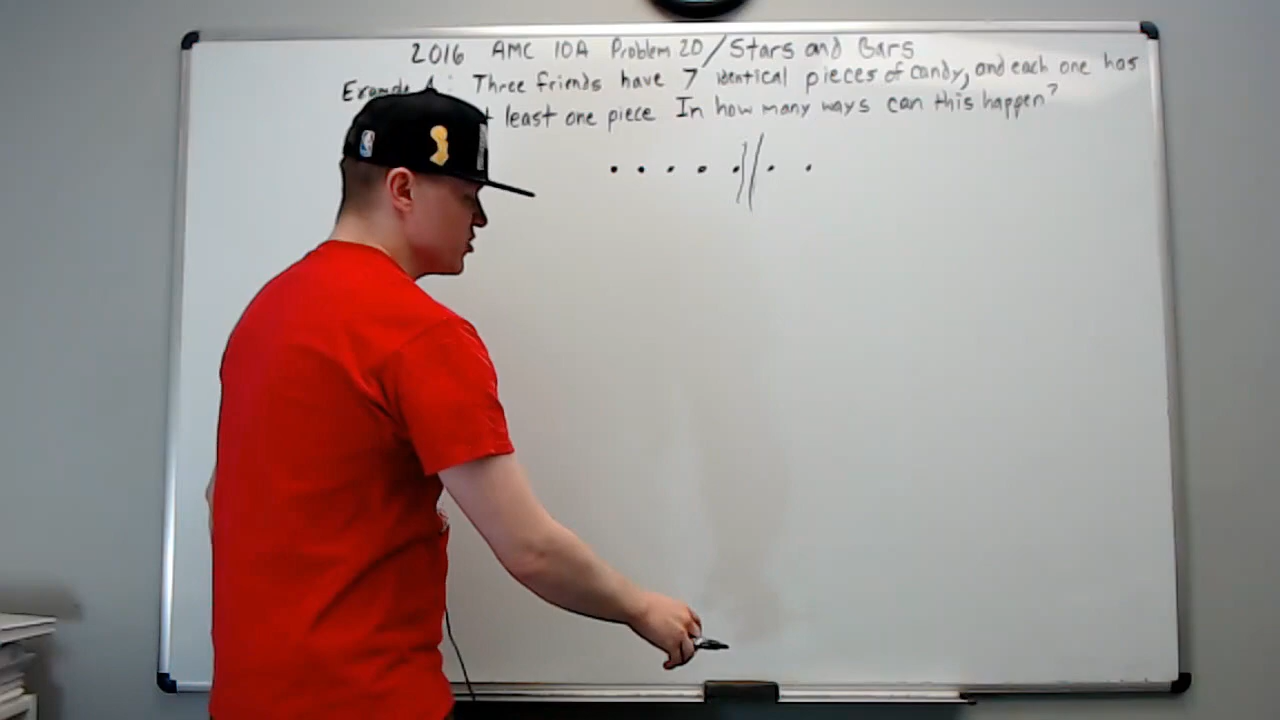 2016 AMC 10A Problem 20/Stars and Bars
Three friends have 7 identical pieces of candy, and each one has
least one piece In how many ways can this happen?